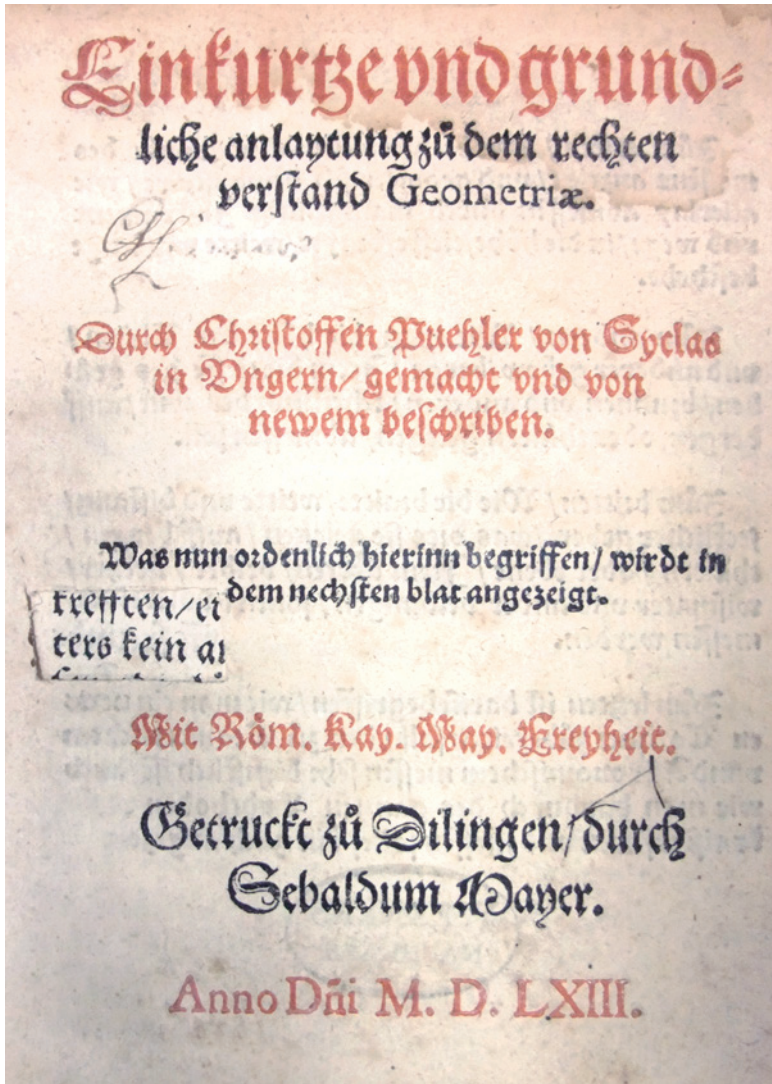 Ein kurtze vnd grund-
liche anlaytung zů dem rechten
verstand Geometriæ.
Durch Christoffen Puehler von Syclas
in Vngern/ gemacht vnd von
newem beschriben.
Was nun ordenlich hierinn begriffen/ wirdt in
dem nechsten blat angezeigt.
trefften/ei
ters kein
Mit Röm. Kay. May. Freyheit.
Getruckt zů Dilingen/durch
Sebaldum Mayer.
Anno Dñi M. D. LXIII.